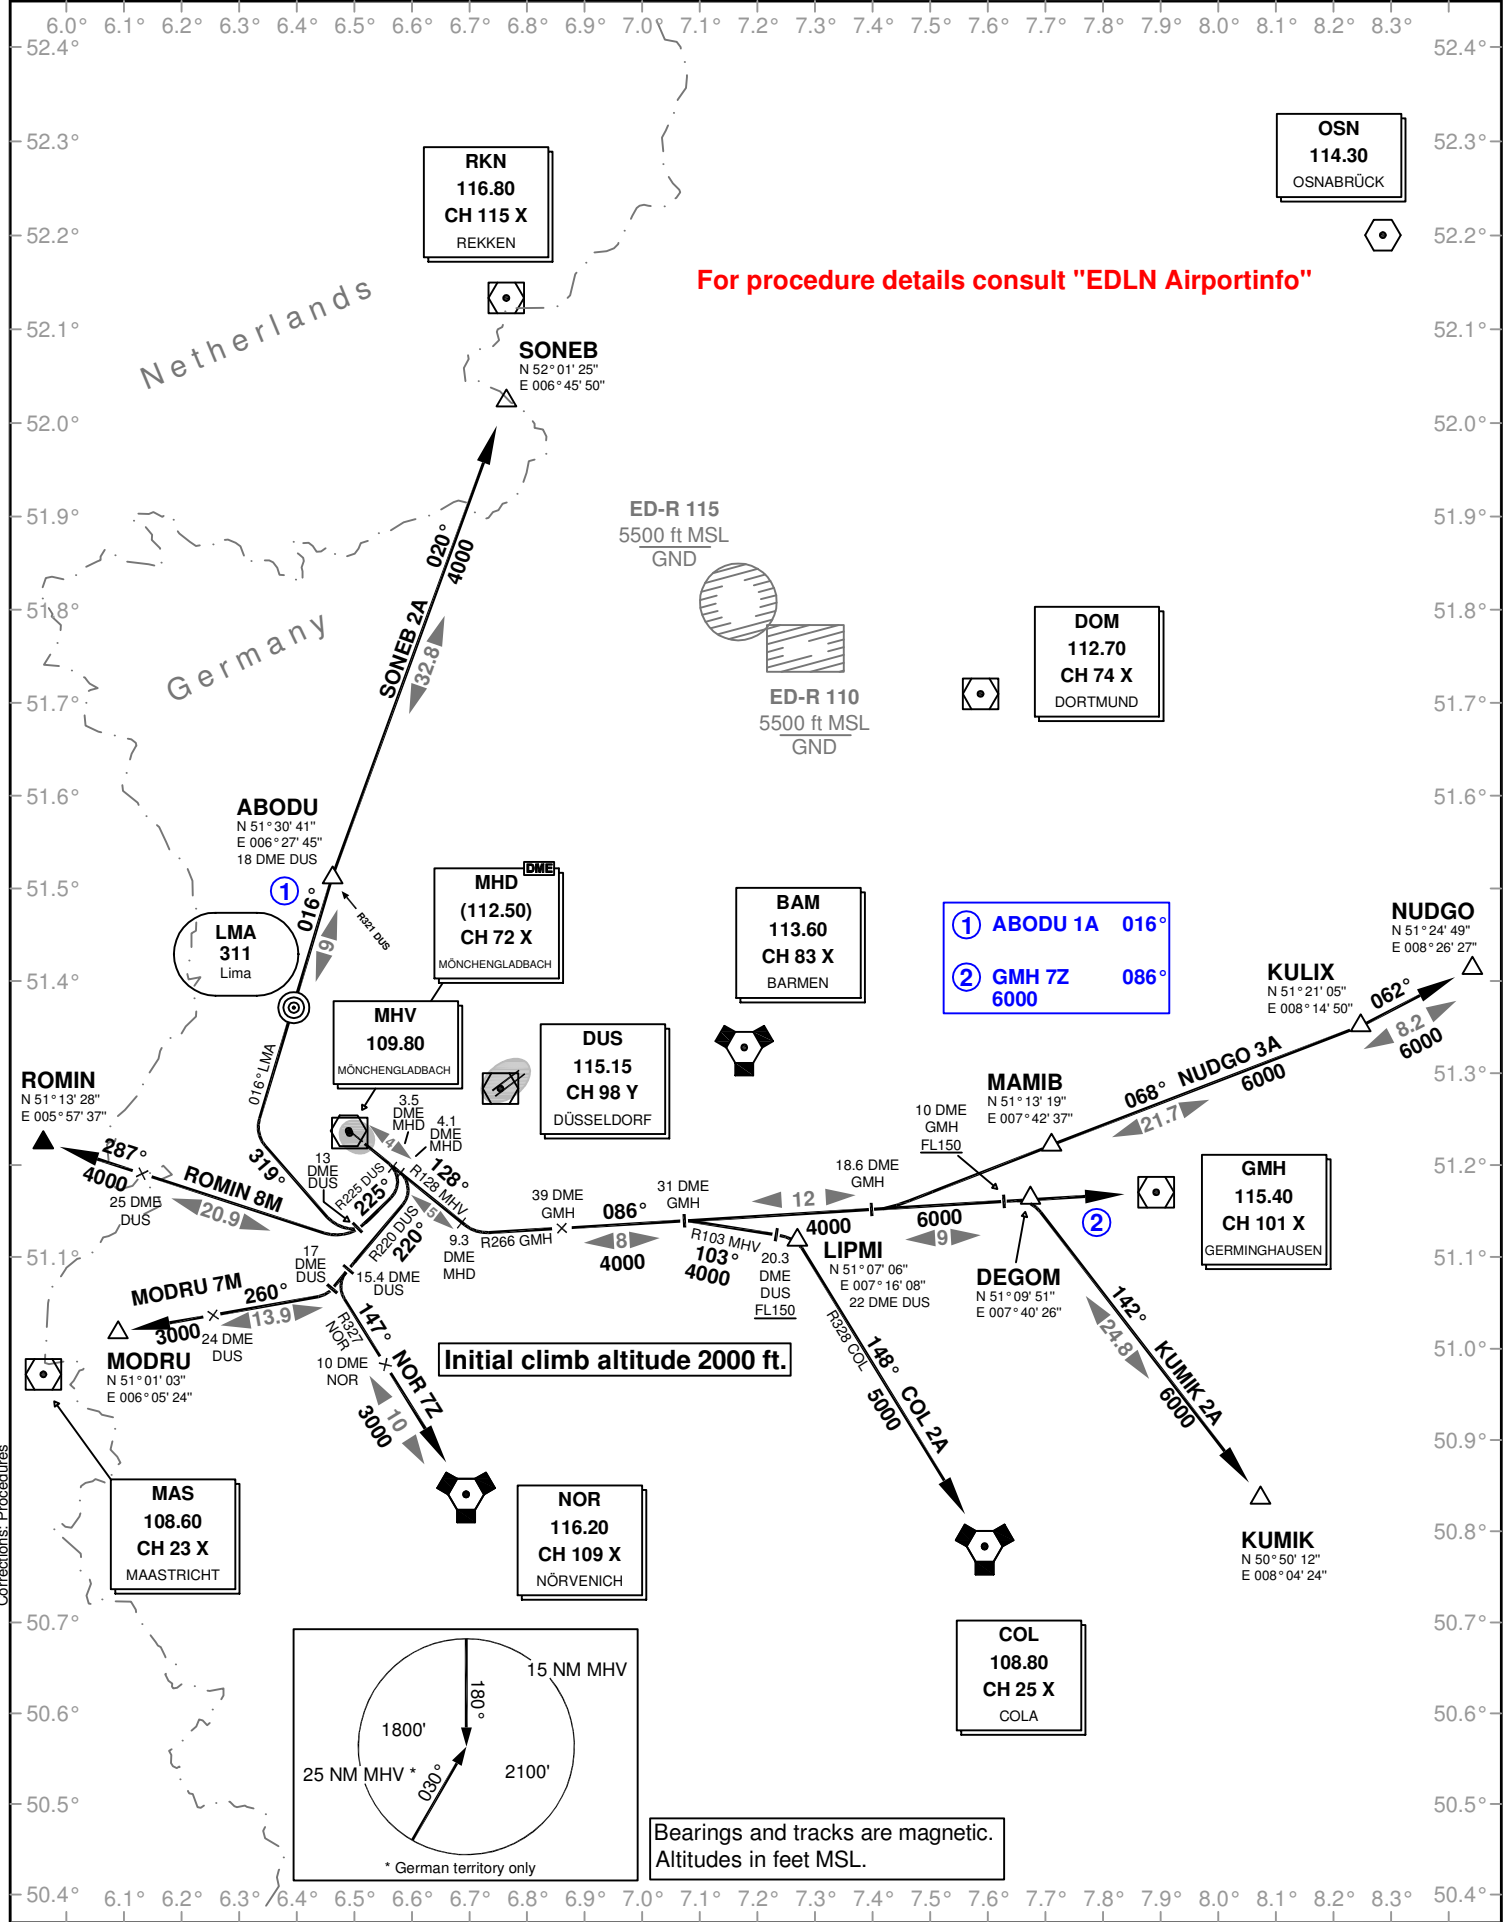 6.0° 6.1° 6.2° 6.3° 6.4° 6.5° 6.6° 6.7° 6.8° 6.9° 7.0° 7.1° 7.2° 7.3° 7.4° 7.5° 7.6° 7.7° 7.8° 7.9° 8.0° 8.1° 8.2° 8.3°
52.4° 52.4°
52.3° 52.3°
52.2° 52.2°
52.1° 52.1°
52.0° 52.0°
51.9° 51.9°
51.8° 51.8°
51.7° 51.7°
51.6° 51.6°
51.5° 51.5°
51.4° 51.4°
51.3°
51.2°
51.1° 51.1°
51.0° 51.0°
50.9°
50.8°
50.7° 50.7°
50.6° 50.6°
50.5° 50.5°
50.4° 50.4°
OSN
114.30
OSNABRÜCK
RKN
116.80
CH 115 X
REKKEN
For procedure details consult "EDLN Airportinfo"
Netherlands
SONEB
N 52°01'25"
E 006°45'50"
ED-R 115
5500 ft MSL
GND
020°
4000
SONEB 2A
32.8
Germany
DOM
112.70
CH 74 X
DORTMUND
ED-R 110
5500 ft MSL
GND
ABODU
N 51°30'41"
E 006°27'45"
18 DME DUS
1
016°
9
R321 DUS
LMA
311
Lima
DME
MHD
(112.50)
CH 72 X
MÖNCHENGLADBACH
BAM
113.60
CH 83 X
BARMEN
1 ABODU 1A 016°
2 GMH 7Z 086°
6000
NUDGO
N 51°24'49"
E 008°26'27"
KULIX
N 51°21'05"
E 008°14'50"
062°
8.2
6000
MHV
109.80
MÖNCHENGLADBACH
DUS
115.15
CH 98 Y
DÜSSELDORF
016° LMA
ROMIN
N 51°13'28"
E 005°57'37"
287°
4000
25 DME
DUS
ROMIN 8M
20.9
319°
13
DME
DUS
R225 DUS
225°
3.5
DME
MHD
4.1
DME
MHD
4
128°
R128 MHV
5
9.3
DME
MHD
R220 DUS
220°
R266 GMH
39 DME
GMH
086°
8
4000
31 DME
GMH
12
4000
18.6 DME
GMH
6000
9
10 DME
GMH
FL150
MAMIB
N 51°13'19"
E 007°42'37"
068°
NUDGO 3A
21.7
6000
GMH
115.40
CH 101 X
GERMINGHAUSEN
2
R103 MHV
103°
4000
20.3
DME
DUS
FL150
LIPMI
N 51°07'06"
E 007°16'08"
22 DME DUS
DEGOM
N 51°09'51"
E 007°40'26"
142°
24.8
KUMIK 2A
6000
17
DME
DUS
15.4 DME
DUS
MODRU 7M
260°
13.9
3000
24 DME
DUS
MODRU
N 51°01'03"
E 006°05'24"
R327
NOR
147°
10 DME
NOR
NOR 7Z
10
3000
Initial climb altitude 2000 ft.
R328 COL
148°
COL 2A
5000
MAS
108.60
CH 23 X
MAASTRICHT
NOR
116.20
CH 109 X
NÖRVENICH
KUMIK
N 50°50'12"
E 008°04'24"
COL
108.80
CH 25 X
COLA
Corrections: Procedures
15 NM MHV
180°
1800'
25 NM MHV *
030°
2100'
* German territory only
Bearings and tracks are magnetic.
Altitudes in feet MSL.
6.1° 6.2° 6.3° 6.4° 6.5° 6.6° 6.7° 6.8° 6.9° 7.0° 7.1° 7.2° 7.3° 7.4° 7.5° 7.6° 7.7° 7.8° 7.9° 8.0° 8.1° 8.2° 8.3°